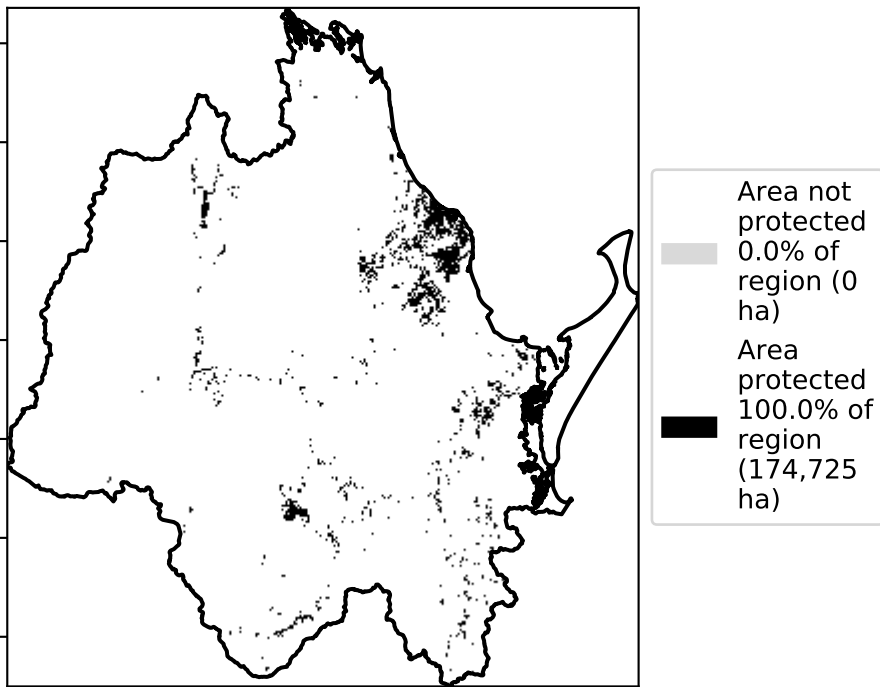 Area not
protected
0.0% of
region (0
ha)
Area
protected
100.0% of
region
(174,725
ha)